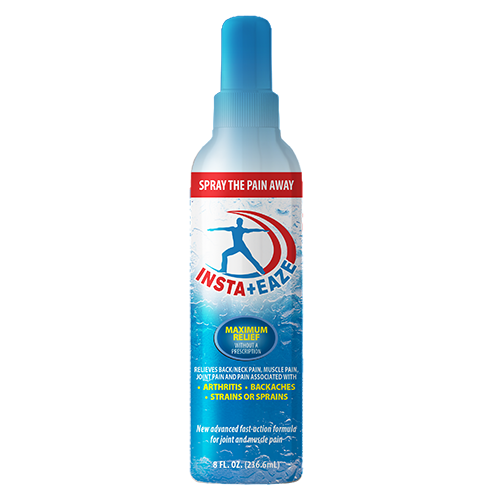 SPRAY THE PAIN AWAY
INSTA+EAZE
MAXIMUM
RELIEF
WITHOUT A
PRESCRIPTION
RELIEVES BACK/NECK PAIN, MUSCLE PAIN,
JOINT PAIN AND PAIN ASSOCIATED WITH
• ARTHRITIS • BACKACHES
• STRAINS OR SPRAINS
New advanced fast-action formula
for joint and muscle pain
8 FL. OZ. (236.6mL)